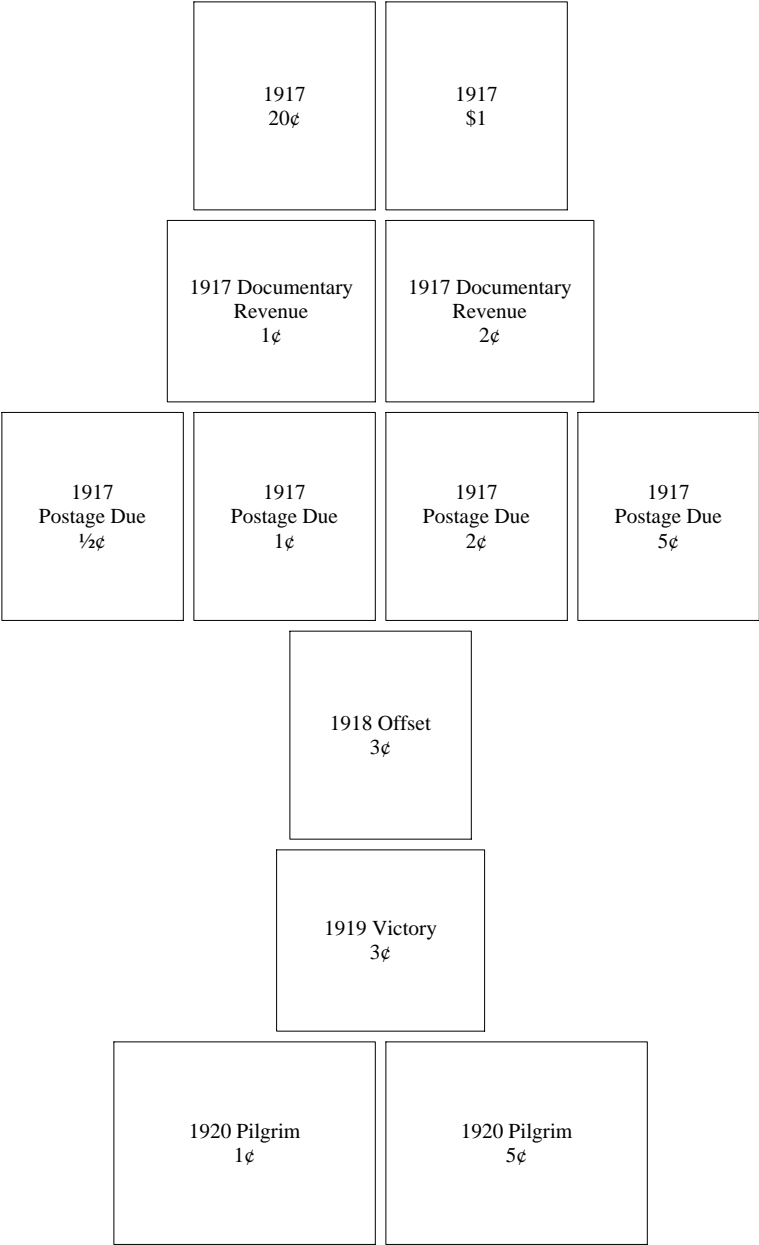 1917
20¢
1917
$1
1917 Documentary
Revenue
1¢
1917 Documentary
Revenue
2¢
1917
Postage Due
½¢
1917
Postage Due
1¢
1917
Postage Due
2¢
1917
Postage Due
5¢
1918 Offset
3¢
1919 Victory
3¢
1920 Pilgrim
1¢
1920 Pilgrim
5¢